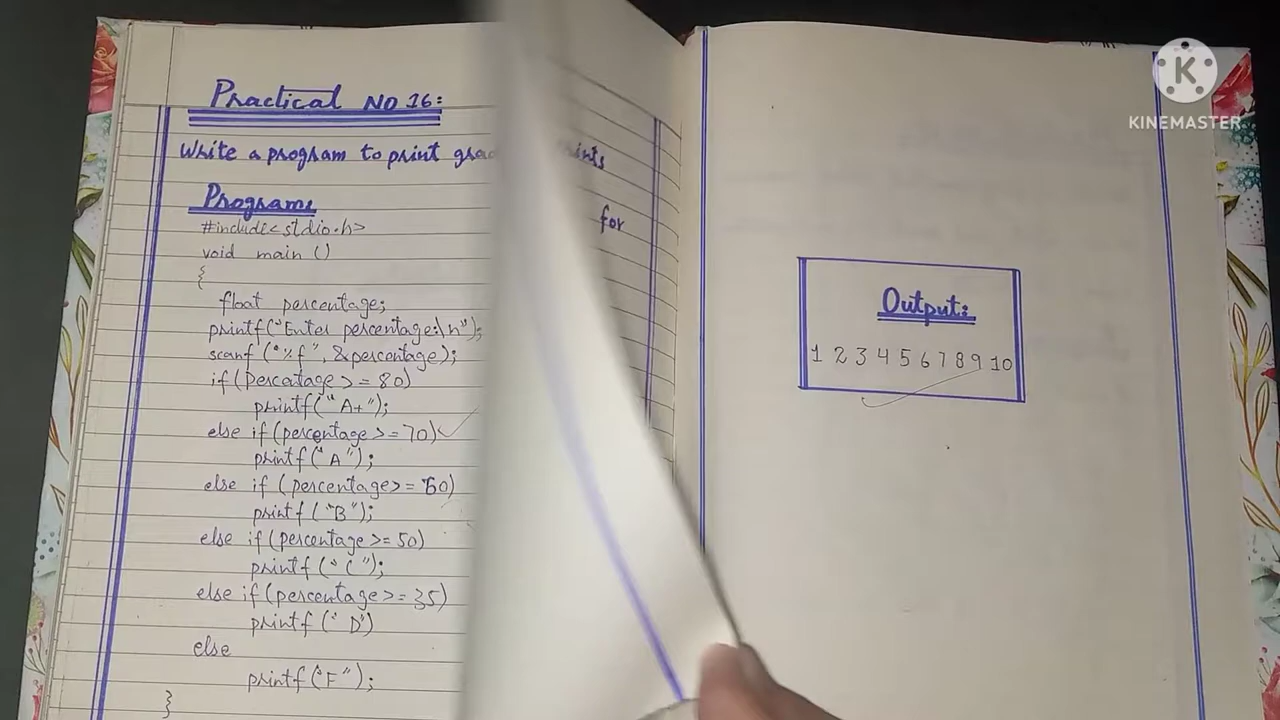 Practical NO 16:
Write a program to print
Program:
#include<stdio.h>
void main ()
{
float percentage;
printf("Enter percentage:\n");
scanf ("%f", &percentage);
if(percatage >= 80)
printf("A+");
else if (percentage >= 70)
printf("A");
else if (percentage >= 60)
printf ("B");
else if (percentage >= 50)
printf (" C ");
else if (percentage >= 35)
printf (" D")
else
printf ("F");
}
for
Output:
1 2 3 4 5 6 7 8 9 10
K
KINEMASTER